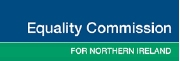 Equality Commission
FOR NORTHERN IRELAND